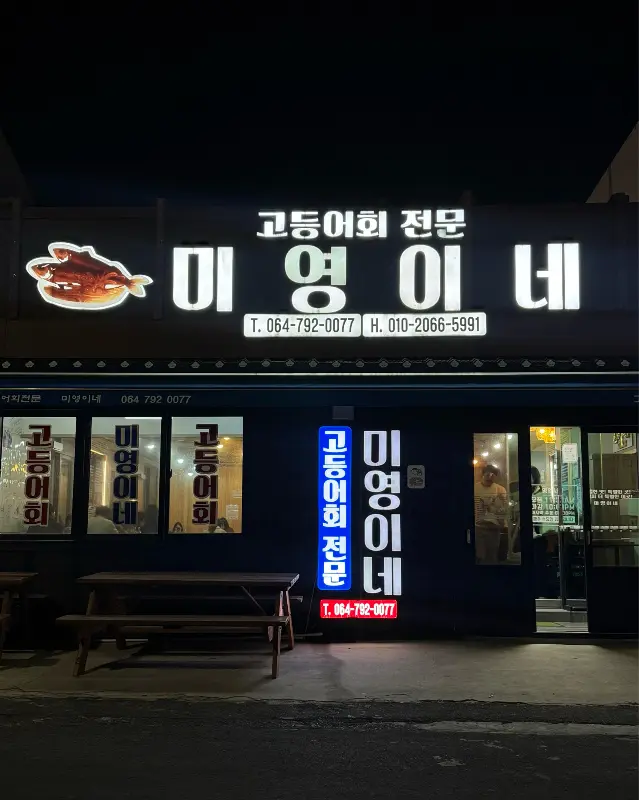 고등어회 전문
미영이네
T. 064-792-0077 H. 010-2066-5991
어회전문 미영이네 064 792 0077
고등어회
미영이네
고등어회
고등어회 전문
미영이네
T. 064-792-0077